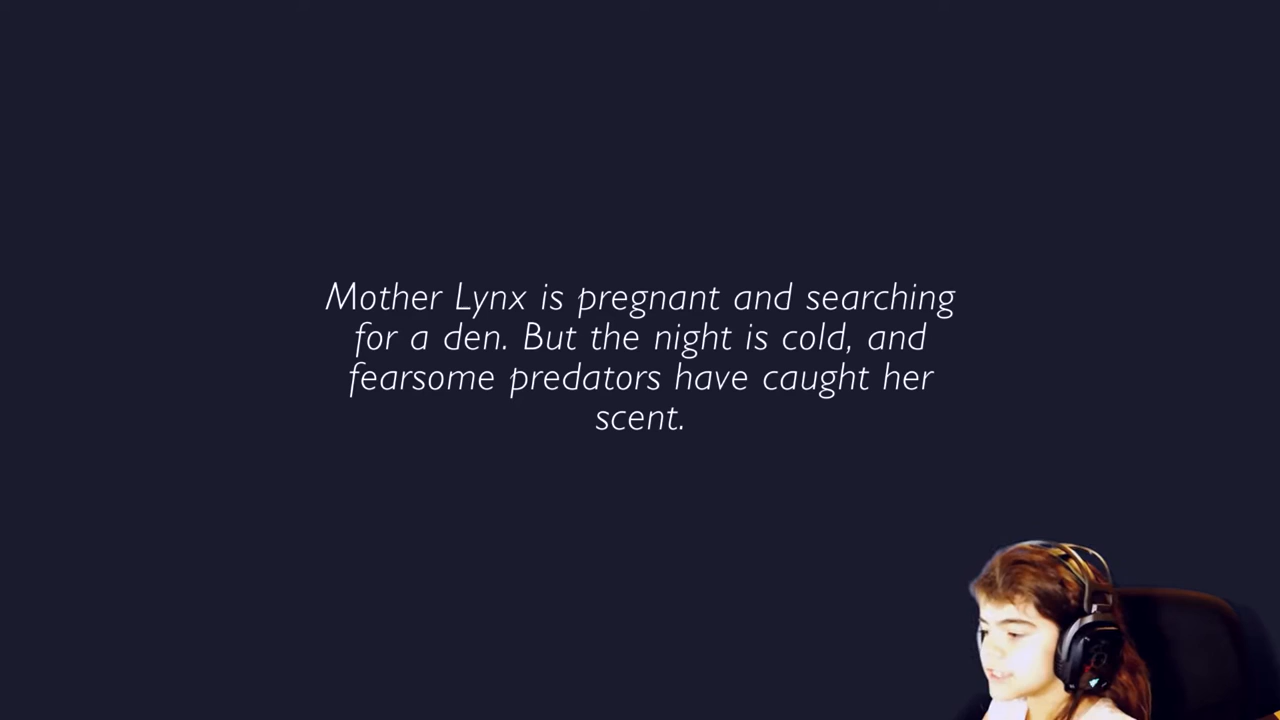 Mother Lynx is pregnant and searching
for a den. But the night is cold, and
fearsome predators have caught her
scent.